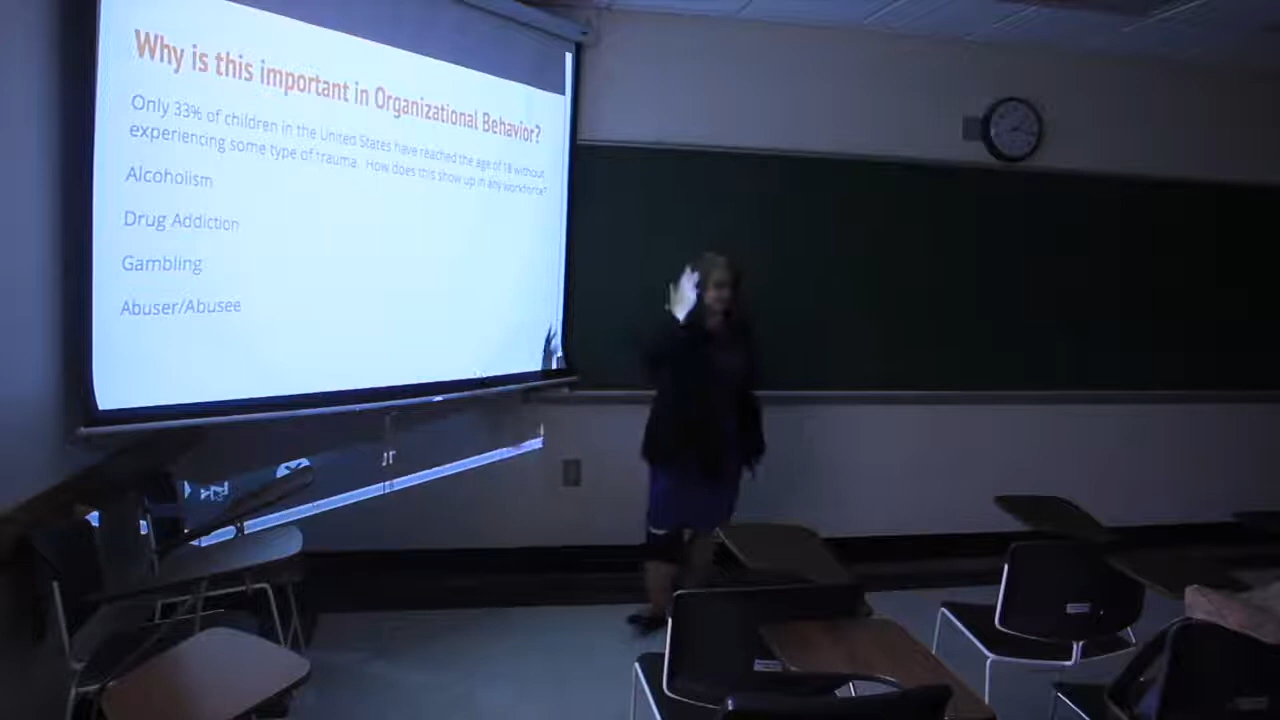 Why is this important in Organizational Behavior?
Only 33% of children in the United States have reached the age of 18 without
experiencing some type of trauma. How does this show up in any workforce?
Alcoholism
Drug Addiction
Gambling
Abuser/Abusee